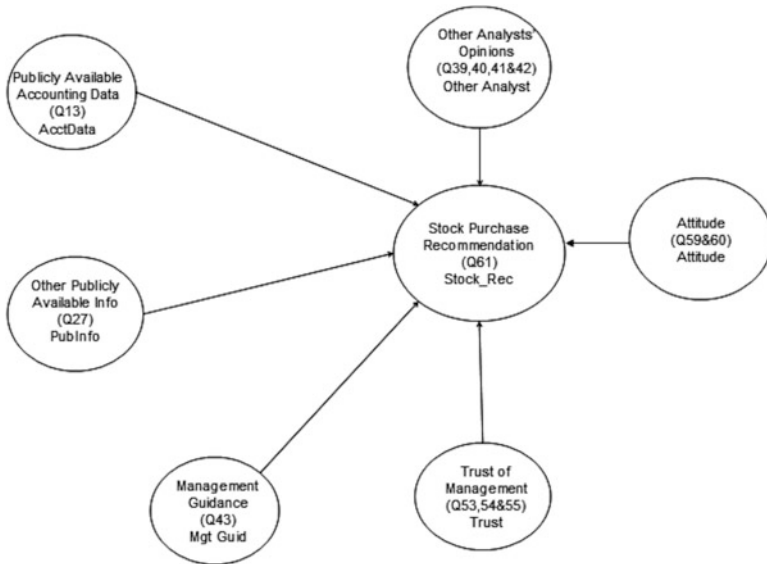 Other Analysts'
Opinions
(Q39,40,41&42)
Other Analyst
Publicly Available
Accounting Data
(Q13)
AcctData
Stock Purchase
Recommendation
(Q61)
Stock_Rec
Attitude
(Q59&60)
Attitude
Other Publicly
Available Info
(Q27)
PubInfo
Management
Guidance
(Q43)
Mgt Guid
Trust of
Management
(Q53,54&55)
Trust